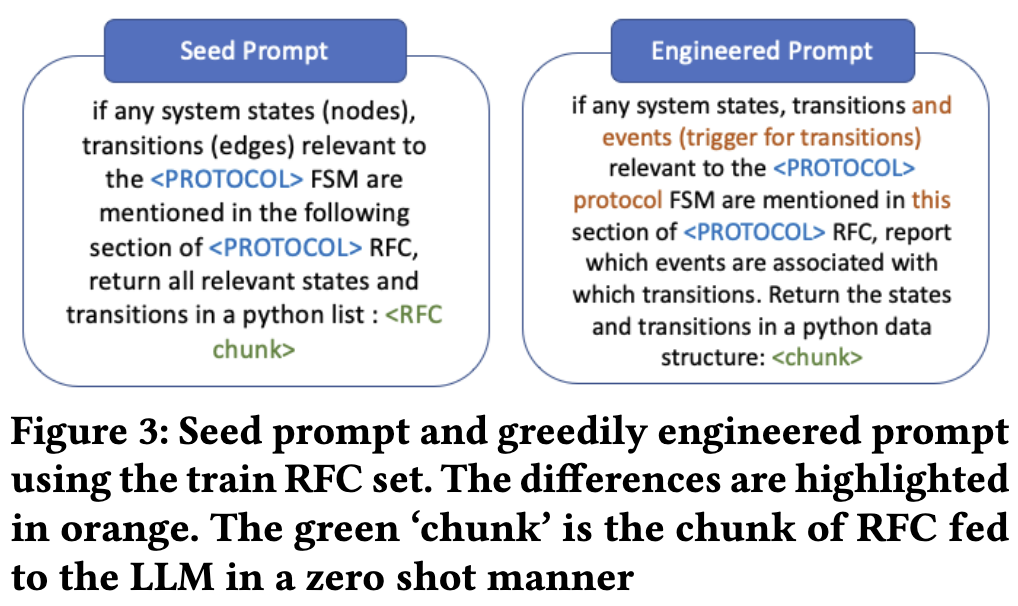 Seed Prompt
if any system states (nodes),
transitions (edges) relevant to
the <PROTOCOL> FSM are
mentioned in the following
section of <PROTOCOL> RFC,
return all relevant states and
transitions in a python list : <RFC
chunk>
Engineered Prompt
if any system states, transitions and
events (trigger for transitions)
relevant to the <PROTOCOL>
protocol FSM are mentioned in this
section of <PROTOCOL> RFC, report
which events are associated with
which transitions. Return the states
and transitions in a python data
structure: <chunk>
Figure 3: Seed prompt and greedily engineered prompt
using the train RFC set. The differences are highlighted
in orange. The green ‘chunk’ is the chunk of RFC fed
to the LLM in a zero shot manner